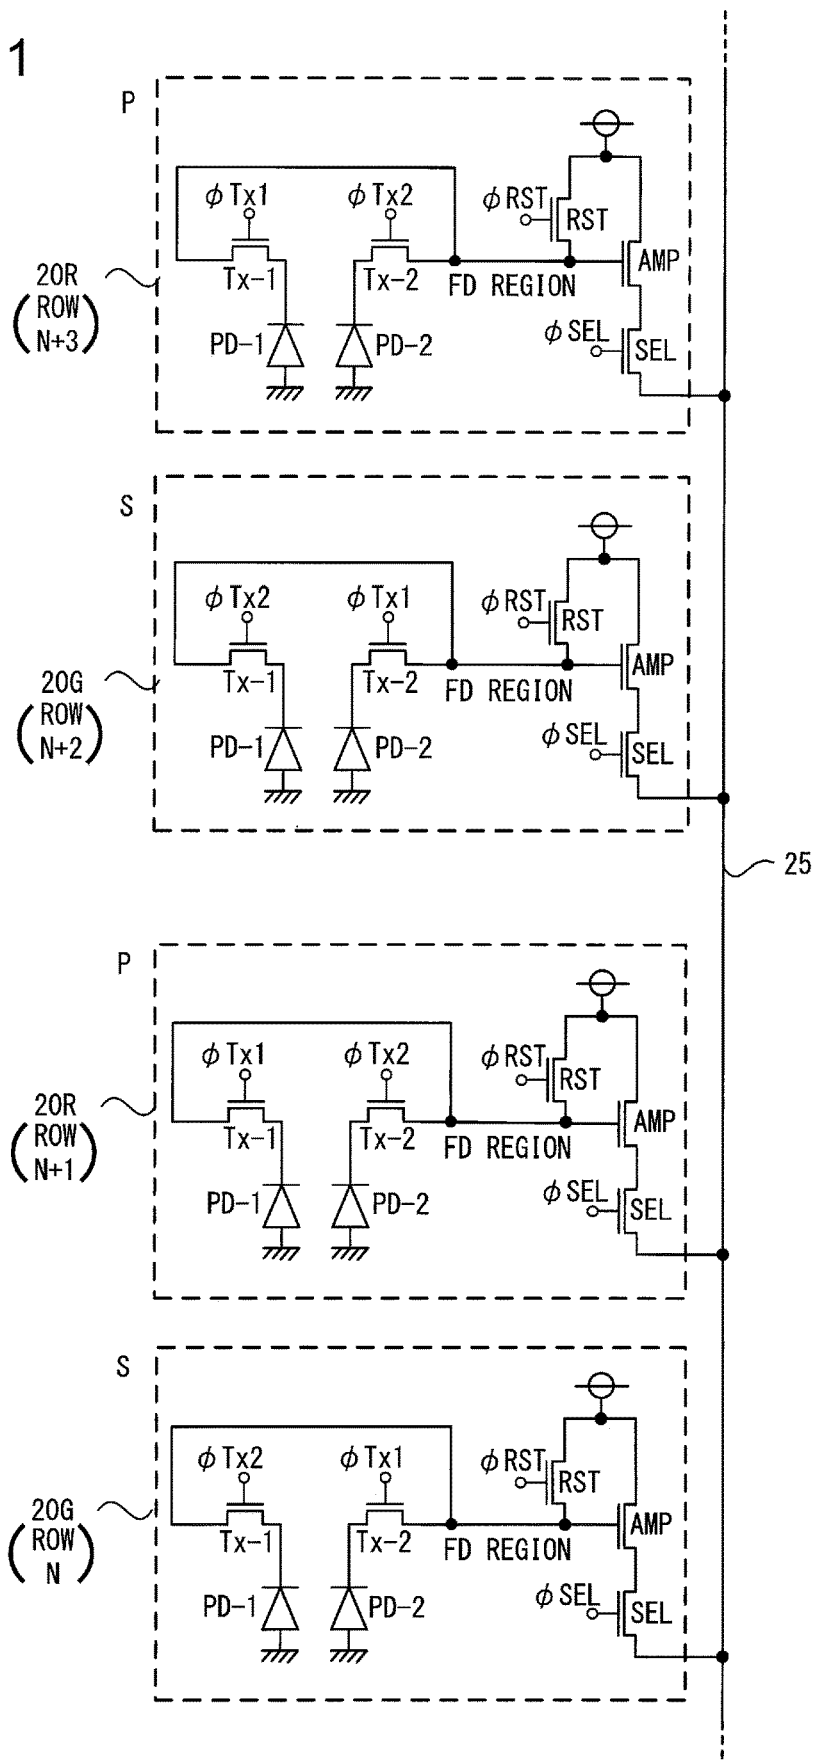 1
P
φTx1 φTx2 φRST RST
20R
(ROW N+3)
Tx-1 Tx-2 FD REGION AMP
PD-1 PD-2 φSEL SEL
S
φTx2 φTx1 φRST RST
20G
(ROW N+2)
Tx-1 Tx-2 FD REGION AMP
PD-1 PD-2 φSEL SEL
25
P
φTx1 φTx2 φRST RST
20R
(ROW N+1)
Tx-1 Tx-2 FD REGION AMP
PD-1 PD-2 φSEL SEL
S
φTx2 φTx1 φRST RST
20G
(ROW N)
Tx-1 Tx-2 FD REGION AMP
PD-1 PD-2 φSEL SEL